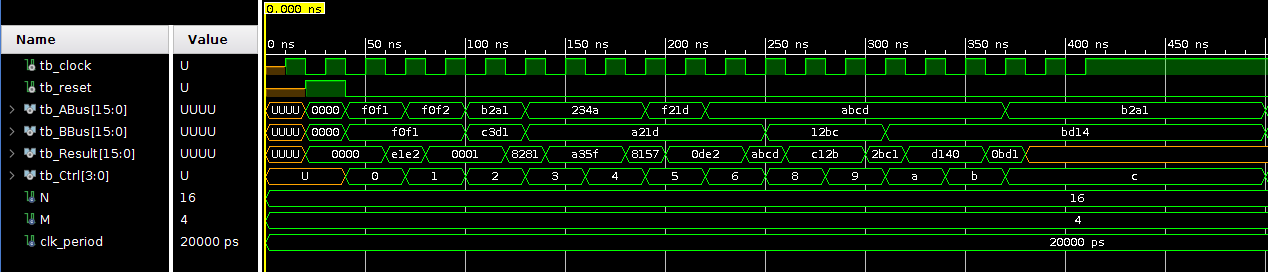 0.000 ns
Name Value 0 ns 50 ns 100 ns 150 ns 200 ns 250 ns 300 ns 350 ns 400 ns 450 ns
tb_clock U
tb_reset U
tb_ABus[15:0] UUUU UUUU 0000 f0f1 f0f2 b2a1 234a f21d abcd b2a1
tb_BBus[15:0] UUUU UUUU 0000 f0f1 c3d1 a21d 12bc bd14
tb_Result[15:0] UUUU UUUU 0000 e1e2 0001 8281 a35f 8157 0de2 abcd c12b 2bc1 d140 0bd1
tb_Ctrl[3:0] U U 0 1 2 3 4 5 6 8 9 a b c
N 16 16
M 4 4
clk_period 20000 ps 20000 ps